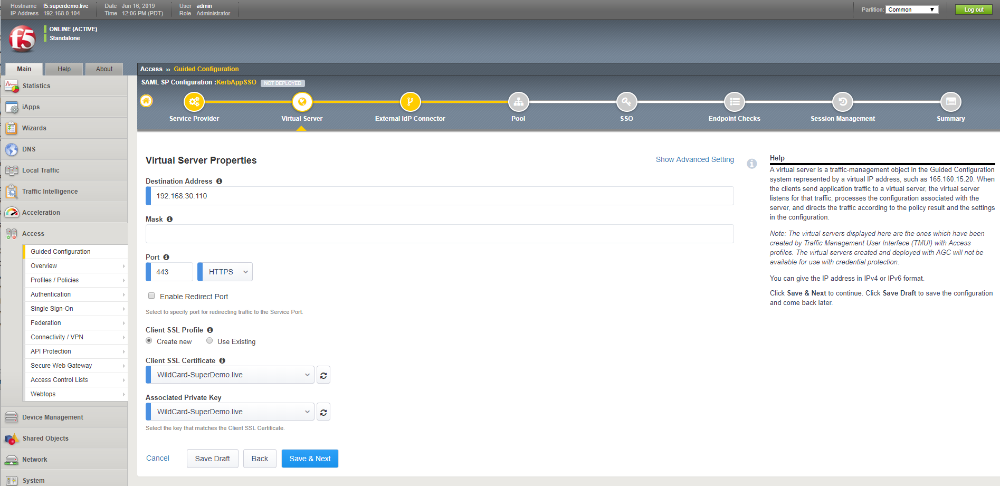 Hostname f5.superdemo.live Date Jun 16, 2019 User admin
IP Address 192.168.0.104 Time 12:06 PM (PDT) Role Administrator
Partition: Common
Log out
f5
ONLINE (ACTIVE)
Standalone
Main Help About
Statistics
iApps
Wizards
DNS
Local Traffic
Traffic Intelligence
Acceleration
Access
Guided Configuration
Overview
Profiles / Policies
Authentication
Single Sign-On
Federation
Connectivity / VPN
API Protection
Secure Web Gateway
Access Control Lists
Webtops
Device Management
Shared Objects
Network
System
Access ›› Guided Configuration
SAML SP Configuration :KerbAppSSO NOT DEPLOYED
Service Provider Virtual Server External IdP Connector Pool SSO Endpoint Checks Session Management Summary
Virtual Server Properties
Show Advanced Setting
Destination Address
192.168.30.110
Mask
Port
443 HTTPS
Enable Redirect Port
Select to specify port for redirecting traffic to the Service Port.
Client SSL Profile
Create new Use Existing
Client SSL Certificate
WildCard-SuperDemo.live
Associated Private Key
WildCard-SuperDemo.live
Select the key that matches the Client SSL Certificate.
Cancel Save Draft Back Save & Next
Help
A virtual server is a traffic-management object in the Guided Configuration
system represented by a virtual IP address, such as 165.160.15.20. When
the clients send application traffic to a virtual server, the virtual server
listens for that traffic, processes the configuration associated with the
server, and directs the traffic according to the policy result and the settings
in the configuration.
Note: The virtual servers displayed here are the ones which have been
created by Traffic Management User Interface (TMUI) with Access
profiles. The virtual servers created and deployed with AGC will not be
available for use with credential protection.
You can give the IP address in IPv4 or IPv6 format.
Click Save & Next to continue. Click Save Draft to save the configuration
and come back later.